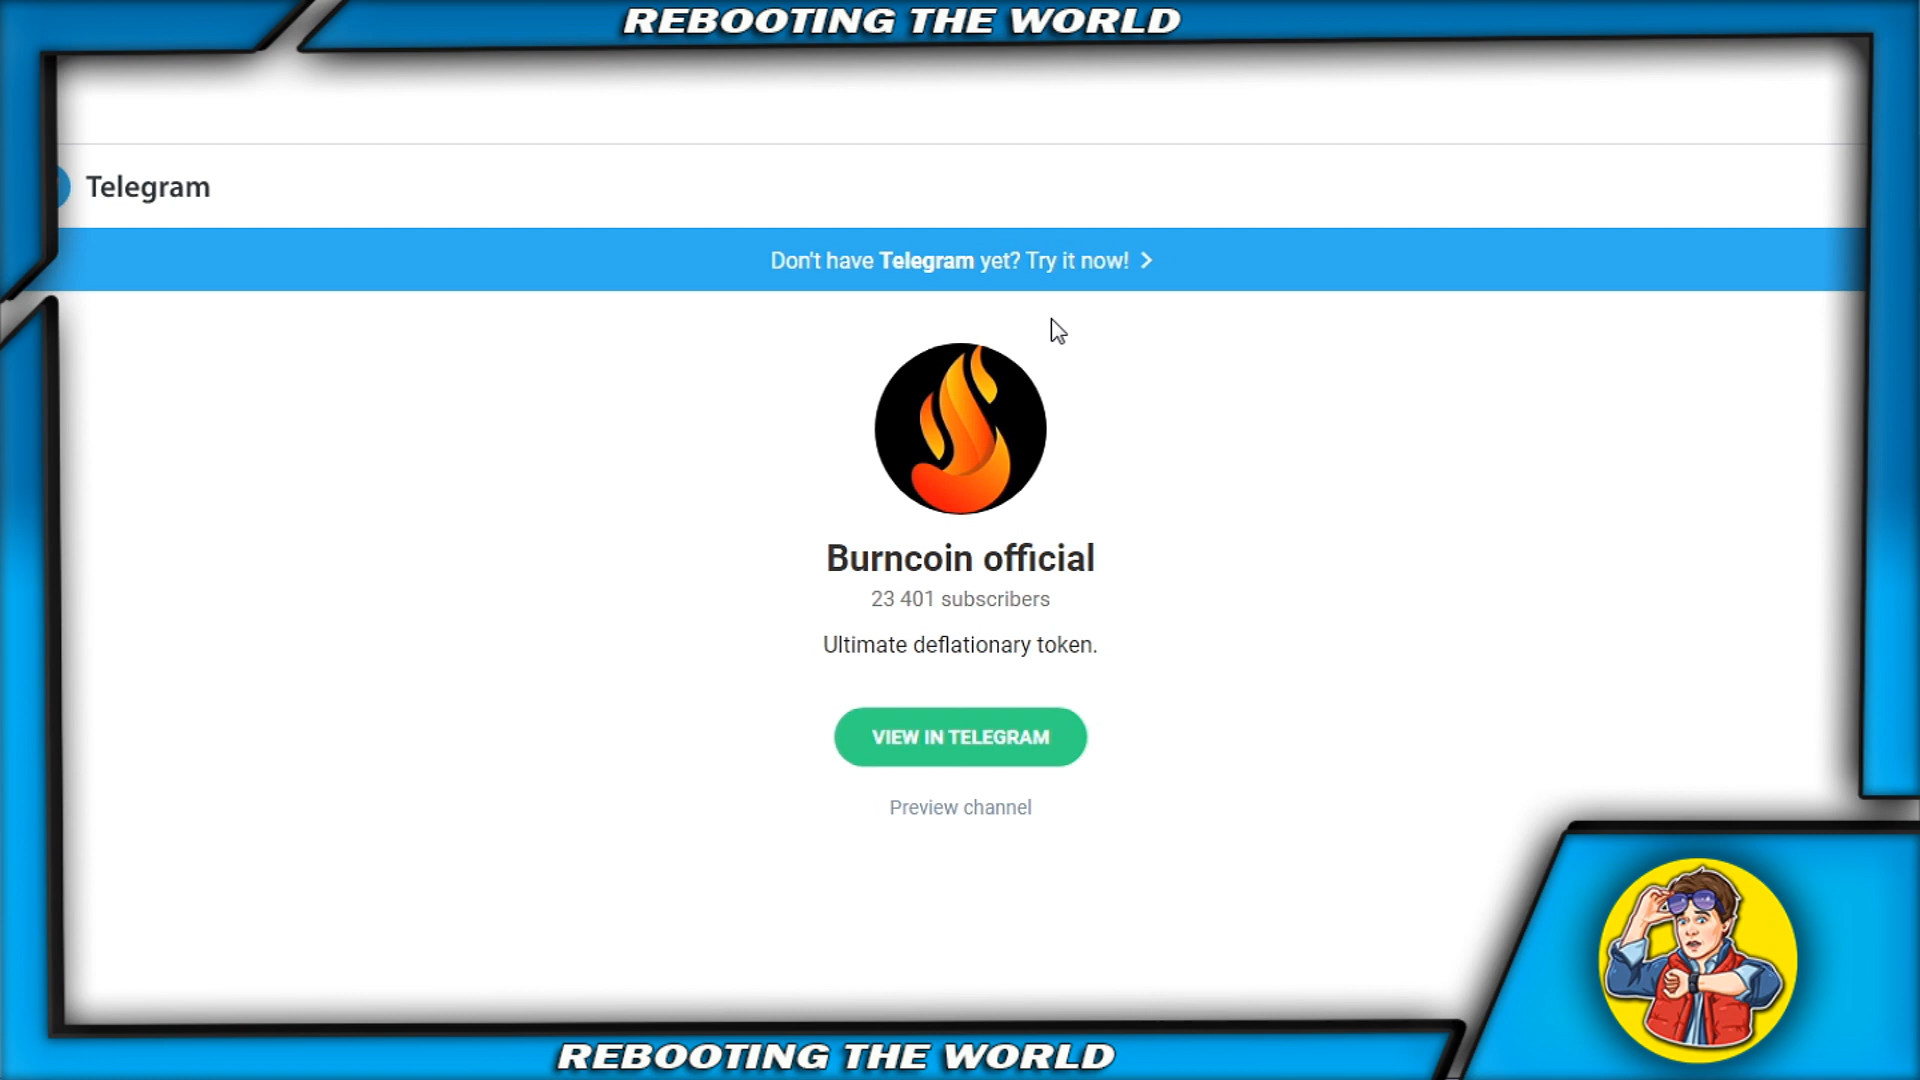 REBOOTING THE WORLD
Telegram
Don't have Telegram yet? Try it now!
Burncoin official
23 401 subscribers
Ultimate deflationary token.
VIEW IN TELEGRAM
Preview channel
REBOOTING THE WORLD